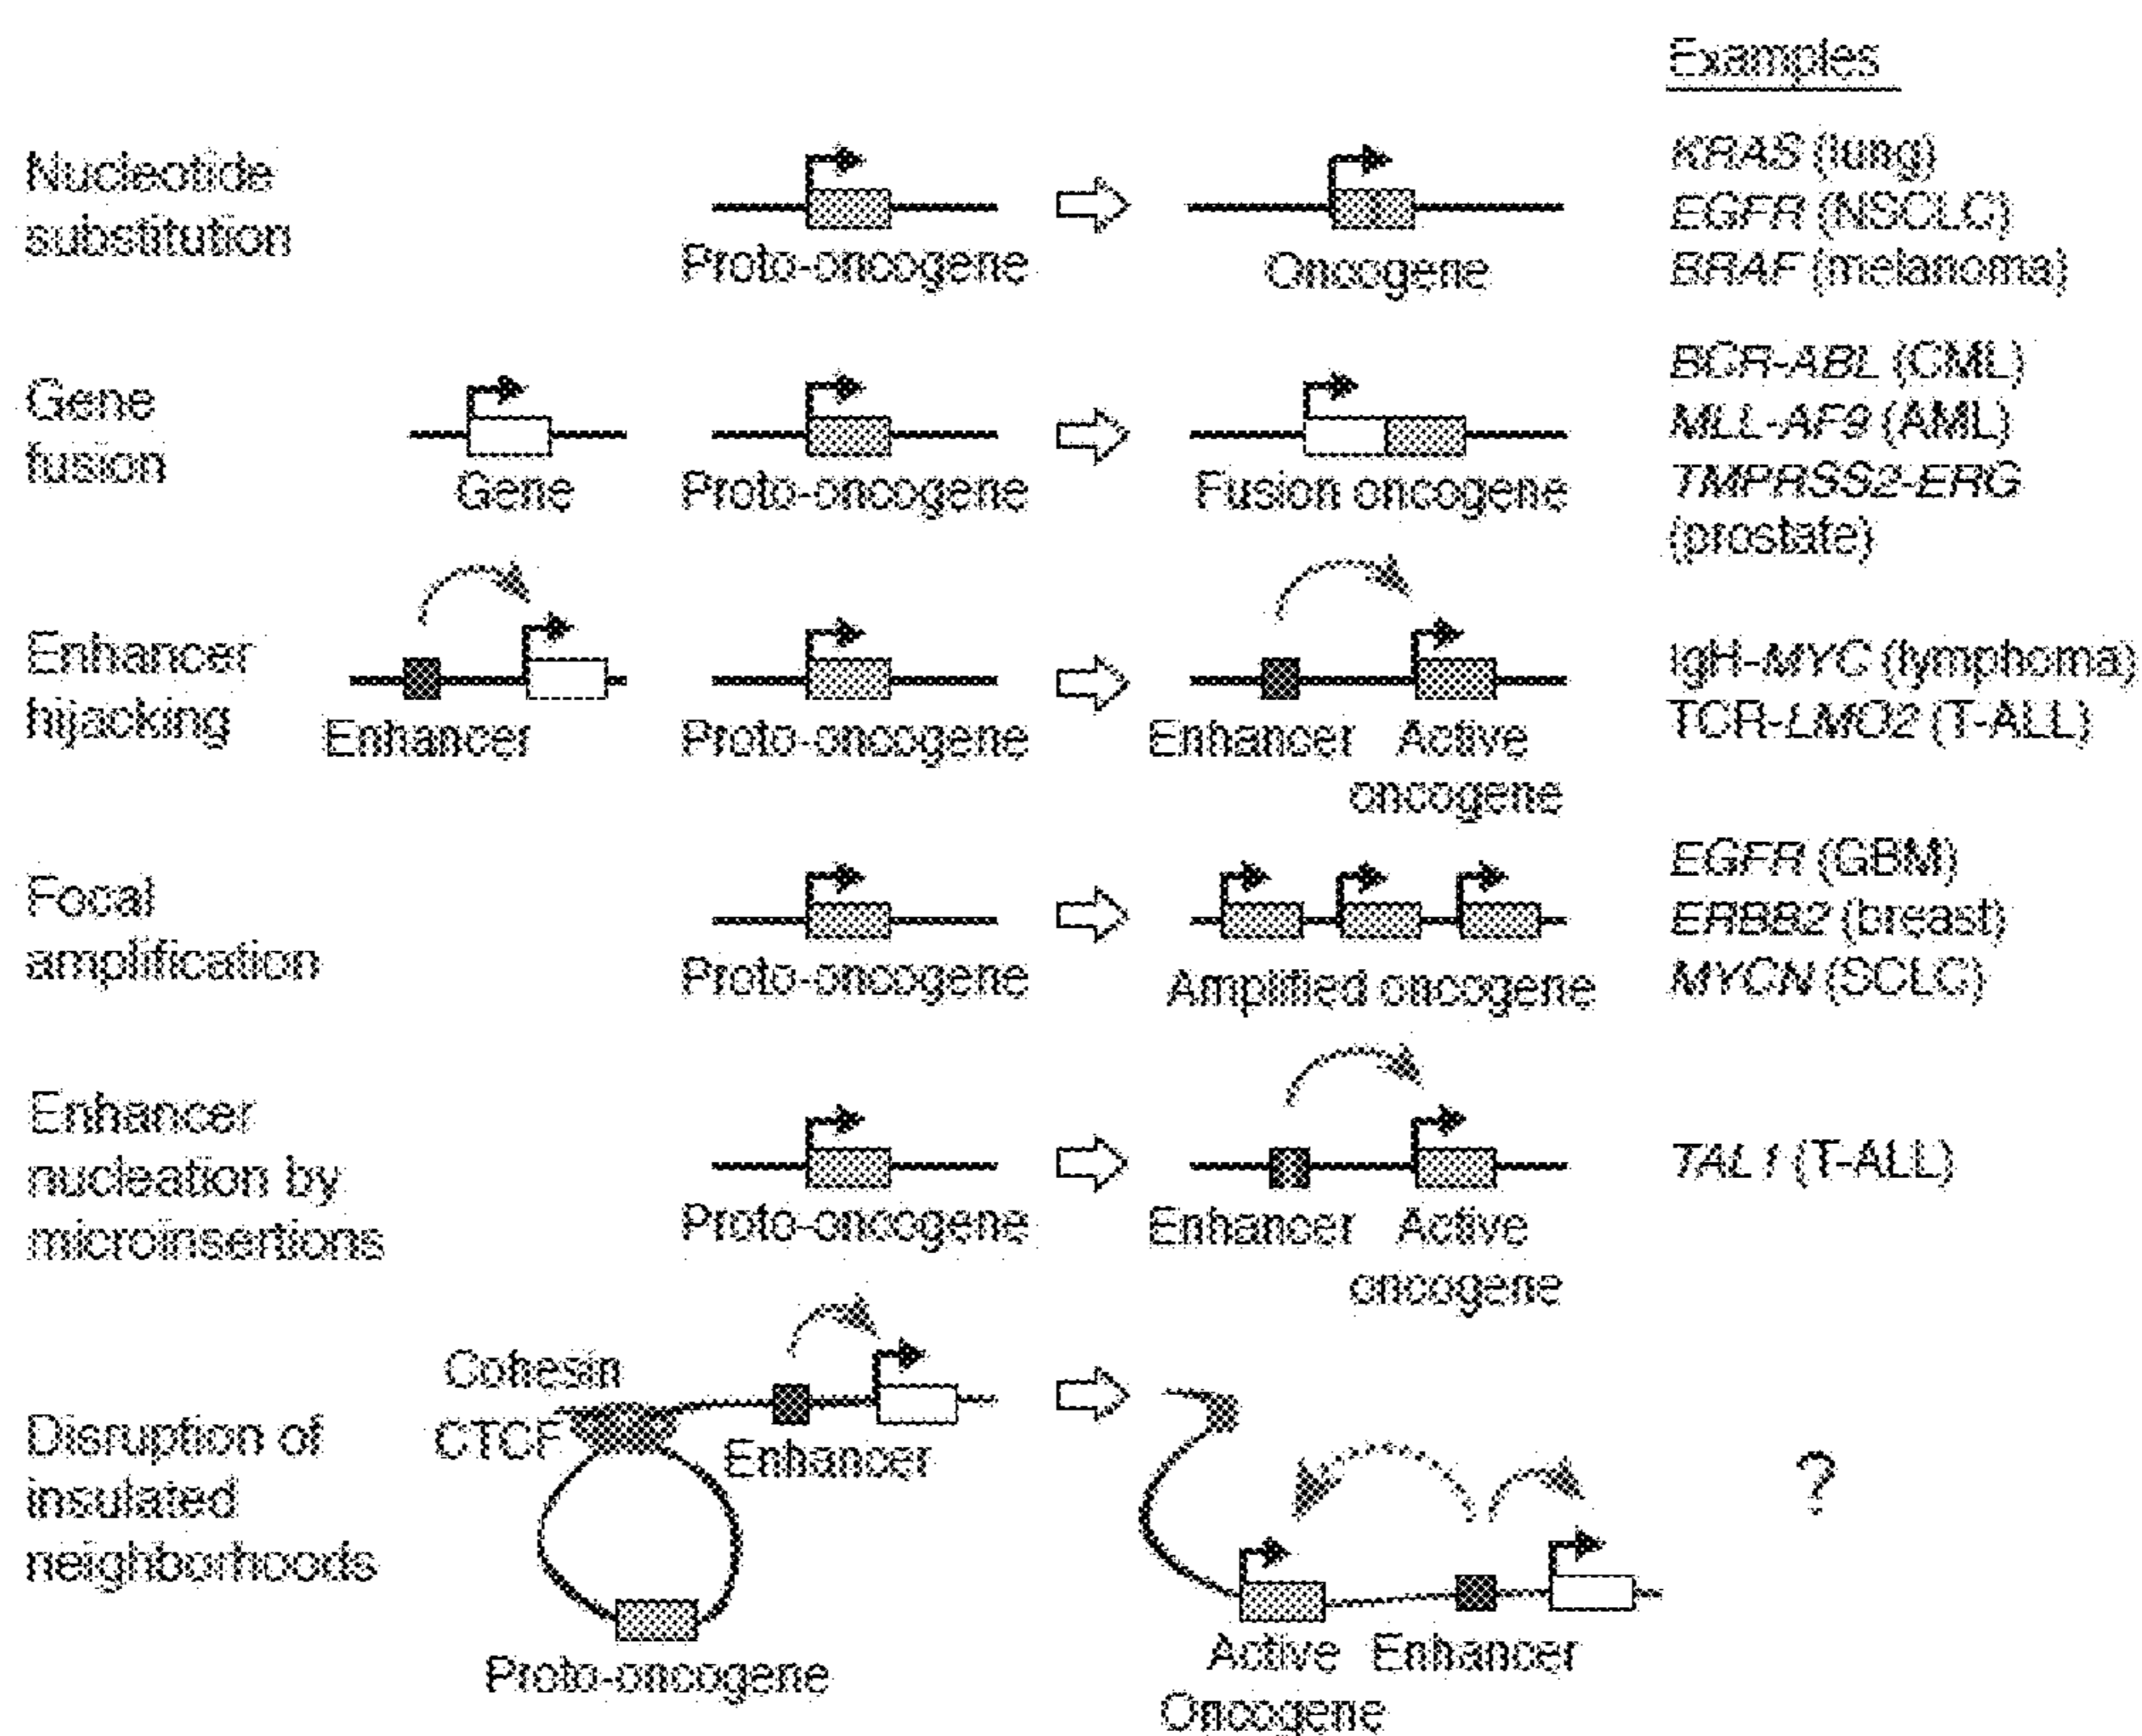 Examples
Nucleotide
substitution
Proto-oncogene
Oncogene
KRAS (lung)
EGFR (NSCLC)
BRAF (melanoma)
Gene
fusion
Gene
Proto-oncogene
Fusion oncogene
BCR-ABL (CML)
MLL-AF9 (AML)
TMPRSS2-ERG
(prostate)
Enhancer
hijacking
Enhancer
Proto-oncogene
Enhancer
Active
oncogene
IgH-MYC (lymphoma)
TCR-LMO2 (T-ALL)
Focal
amplification
Proto-oncogene
Amplified oncogene
EGFR (GBM)
ERBB2 (breast)
MYCN (SCLC)
Enhancer
nucleation by
microinsertions
Proto-oncogene
Enhancer
Active
oncogene
TAL1 (T-ALL)
Disruption of
insulated
neighborhoods
Cohesin
CTCF
Enhancer
Proto-oncogene
Active
Oncogene
Enhancer
?